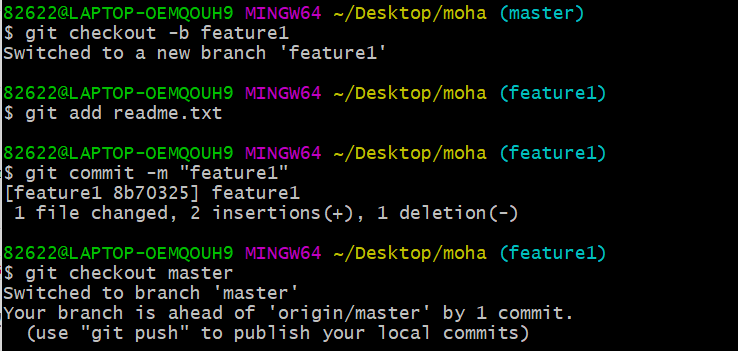 82622@LAPTOP-OEMQOUH9 MINGW64 ~/Desktop/moha (master)
$ git checkout -b feature1
Switched to a new branch 'feature1'
82622@LAPTOP-OEMQOUH9 MINGW64 ~/Desktop/moha (feature1)
$ git add readme.txt
82622@LAPTOP-OEMQOUH9 MINGW64 ~/Desktop/moha (feature1)
$ git commit -m "feature1"
[feature1 8b70325] feature1
 1 file changed, 2 insertions(+), 1 deletion(-)
82622@LAPTOP-OEMQOUH9 MINGW64 ~/Desktop/moha (feature1)
$ git checkout master
Switched to branch 'master'
Your branch is ahead of 'origin/master' by 1 commit.
  (use "git push" to publish your local commits)